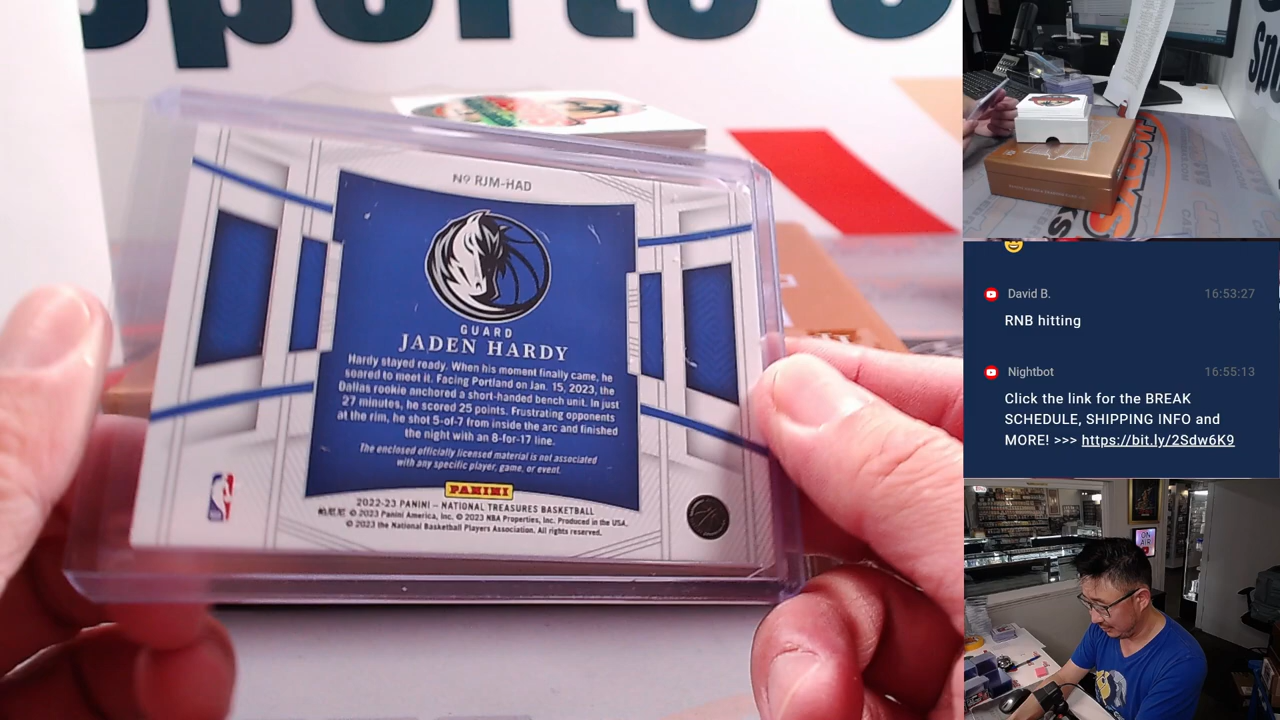 Sports C
Nº RJM-HAD
GUARD
JADEN HARDY
Hardy stayed ready. When his moment finally came, he
soared to meet it. Facing Portland on Jan. 15, 2023, the
Dallas rookie anchored a short-handed bench unit. In just
27 minutes, he scored 25 points. Frustrating opponents
at the rim, he shot 5-of-7 from inside the arc and finished
the night with an 8-for-17 line.
The enclosed officially licensed material is not associated
with any specific player, game, or event.
PANINI
2022-23 PANINI – NATIONAL TREASURES BASKETBALL
© 2023 Panini America, Inc. © 2023 NBA Properties, Inc. Produced in the USA.
© 2023 the National Basketball Players Association. All rights reserved.
David B.
16:53:27
RNB hitting
Nightbot
16:55:13
Click the link for the BREAK
SCHEDULE, SHIPPING INFO and
MORE! >>> https://bit.ly/2Sdw6K9
ON
AIR